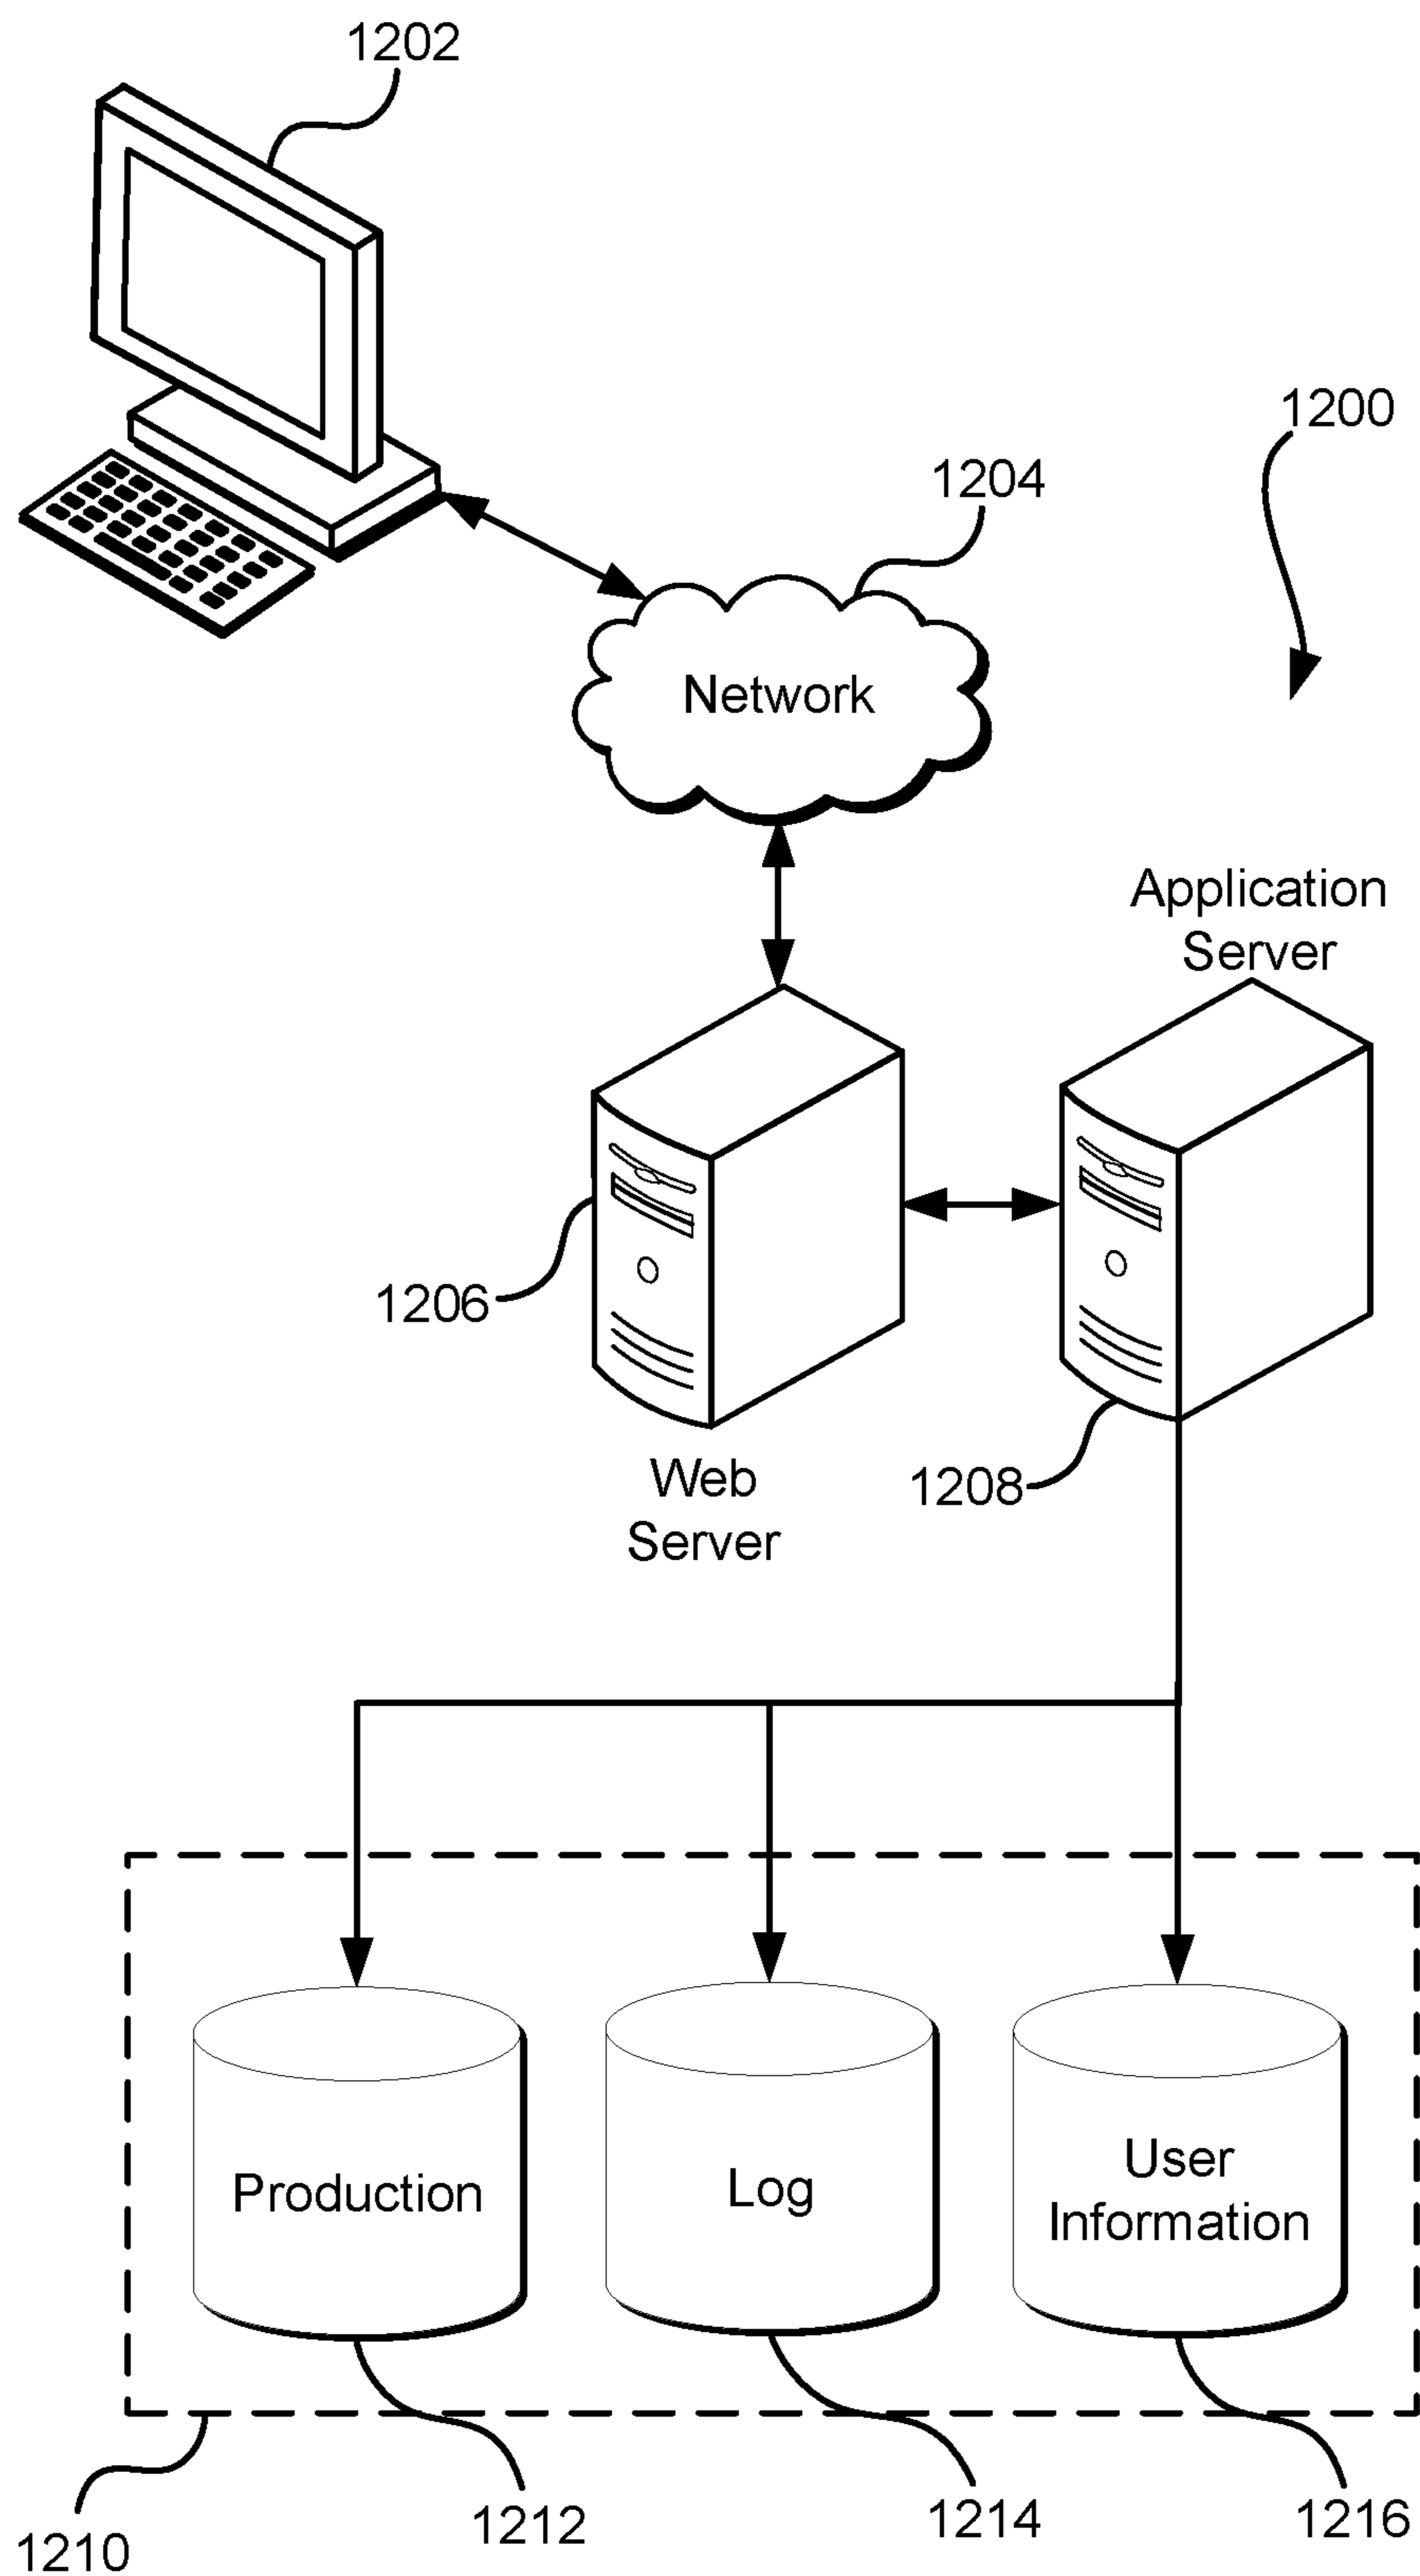 1202
1200
1204
Network
Application
Server
1206
Web
Server
1208
Production
Log
User
Information
1210
1212
1214
1216